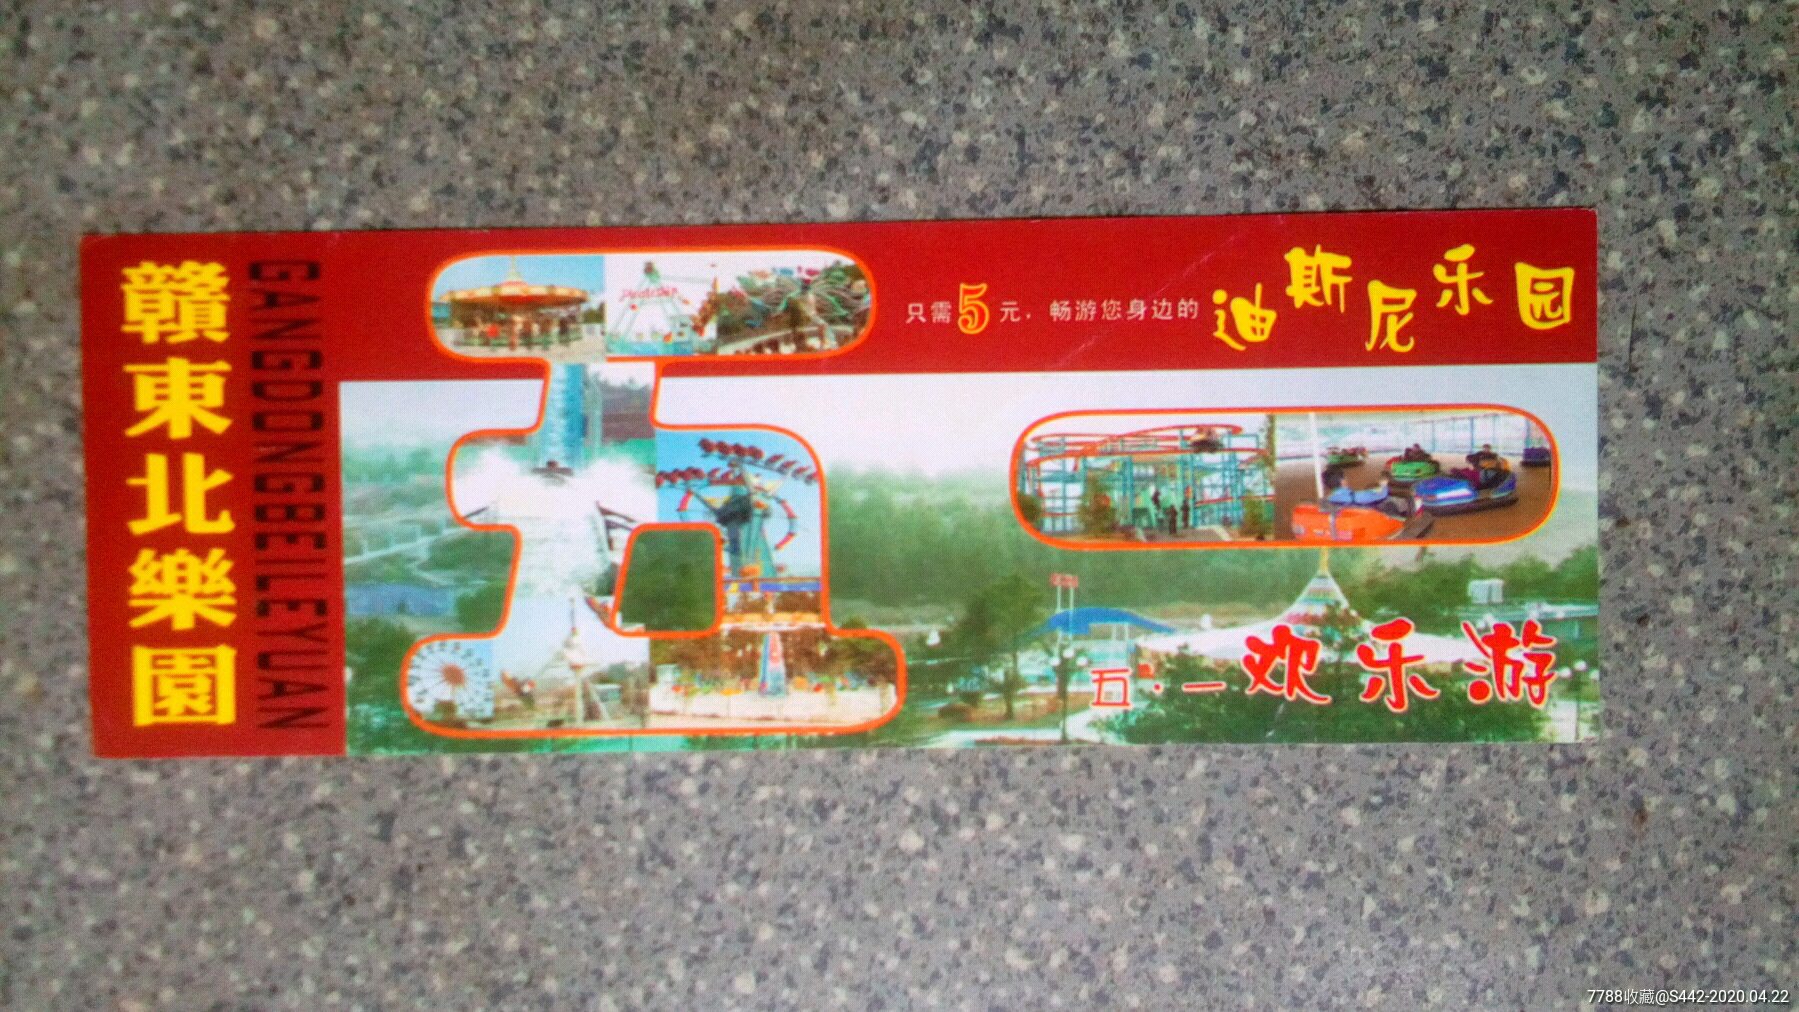 贛東北樂園
GANGDONGBEILEYUAN
只需5元，畅游您身边的迪斯尼乐园
五一
五·一欢乐游
7788收藏@S442-2020.04.22